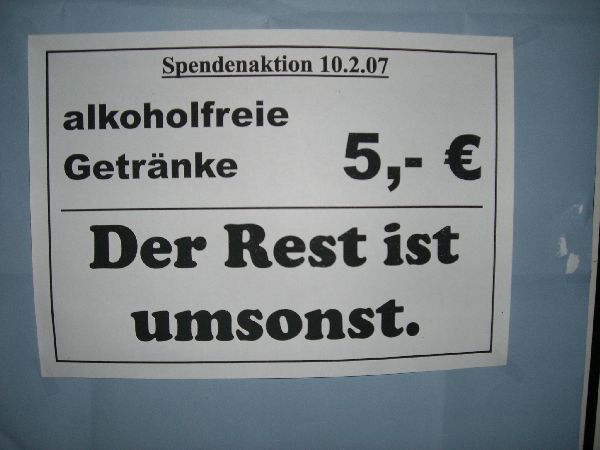 Spendenaktion 10.2.07
alkoholfreie
Getränke 5,- €
Der Rest ist
umsonst.